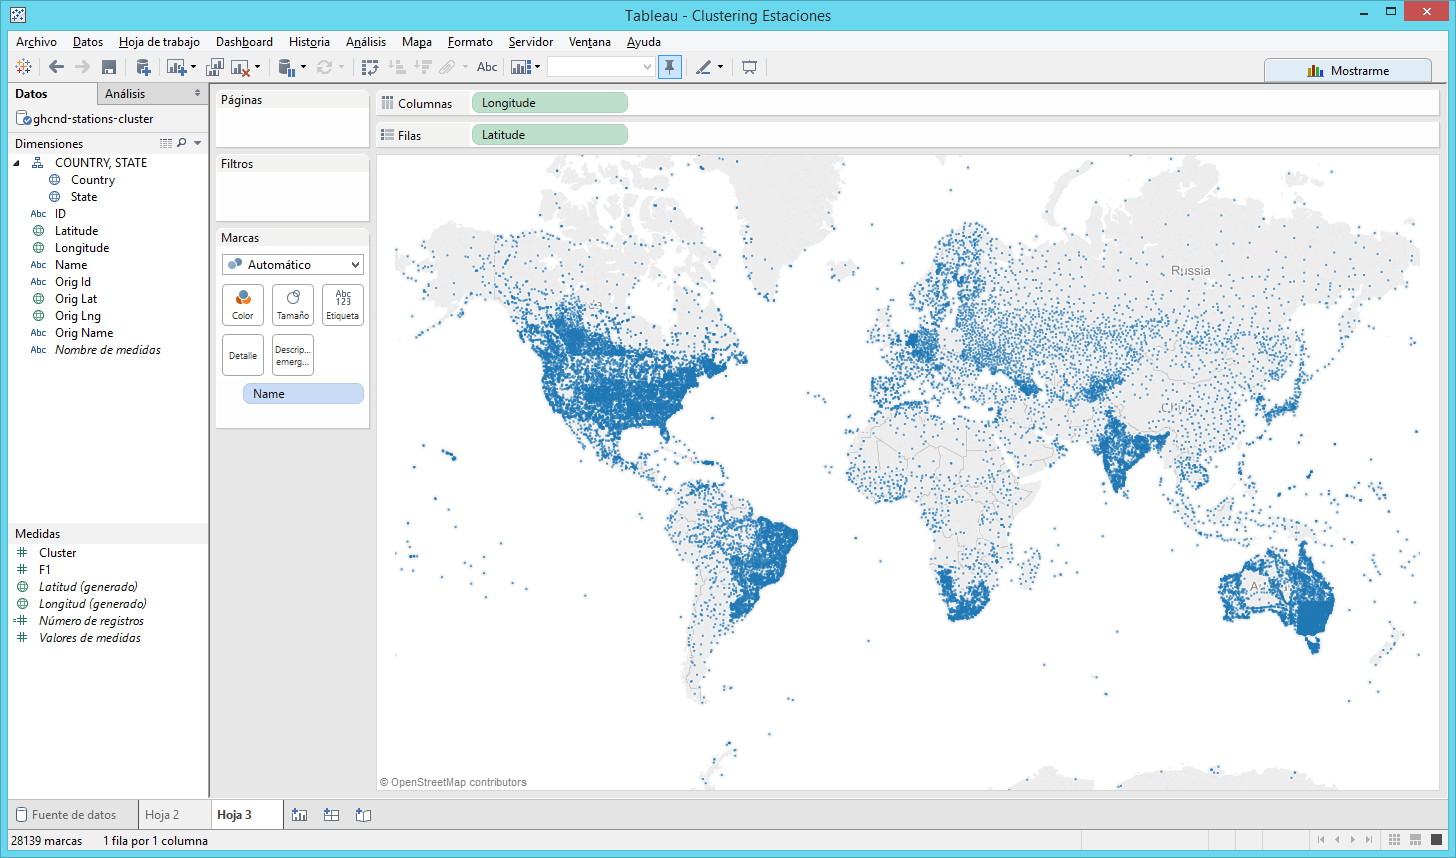 Tableau - Clustering Estaciones
Archivo Datos Hoja de trabajo Dashboard Historia Análisis Mapa Formato Servidor Ventana Ayuda
Abc
Mostrarme
Datos
Análisis
ghcnd-stations-cluster
Dimensiones
COUNTRY, STATE
Country
State
Abc ID
Latitude
Longitude
Abc Name
Abc Orig Id
Orig Lat
Orig Lng
Abc Orig Name
Abc Nombre de medidas
Medidas
Cluster
F1
Latitud (generado)
Longitud (generado)
Número de registros
Valores de medidas
Páginas
Filtros
Marcas
Automático
Color
Tamaño
Abc
123
Etiqueta
Detalle
Descrip...
emerg...
Name
Columnas
Longitude
Filas
Latitude
Russia
© OpenStreetMap contributors
Fuente de datos
Hoja 2
Hoja 3
28139 marcas
1 fila por 1 columna